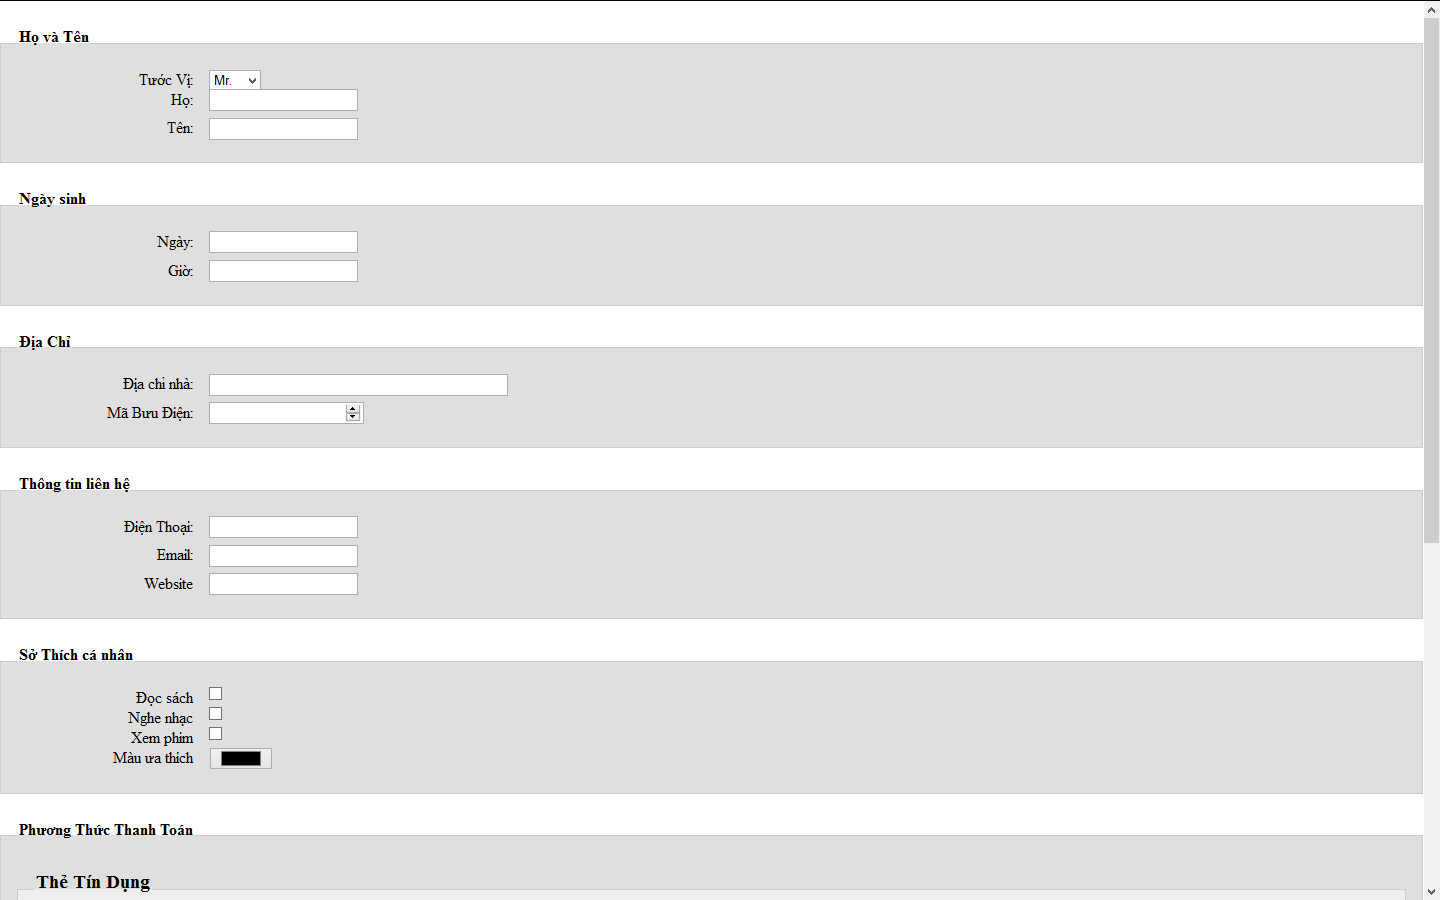 Họ và Tên
Tước Vị: Mr.
Họ:
Tên:
Ngày sinh
Ngày:
Giờ:
Địa Chỉ
Địa chỉ nhà:
Mã Bưu Điện:
Thông tin liên hệ
Điện Thoại:
Email:
Website
Sở Thích cá nhân
Đọc sách
Nghe nhạc
Xem phim
Màu ưa thích
Phương Thức Thanh Toán
Thẻ Tín Dụng